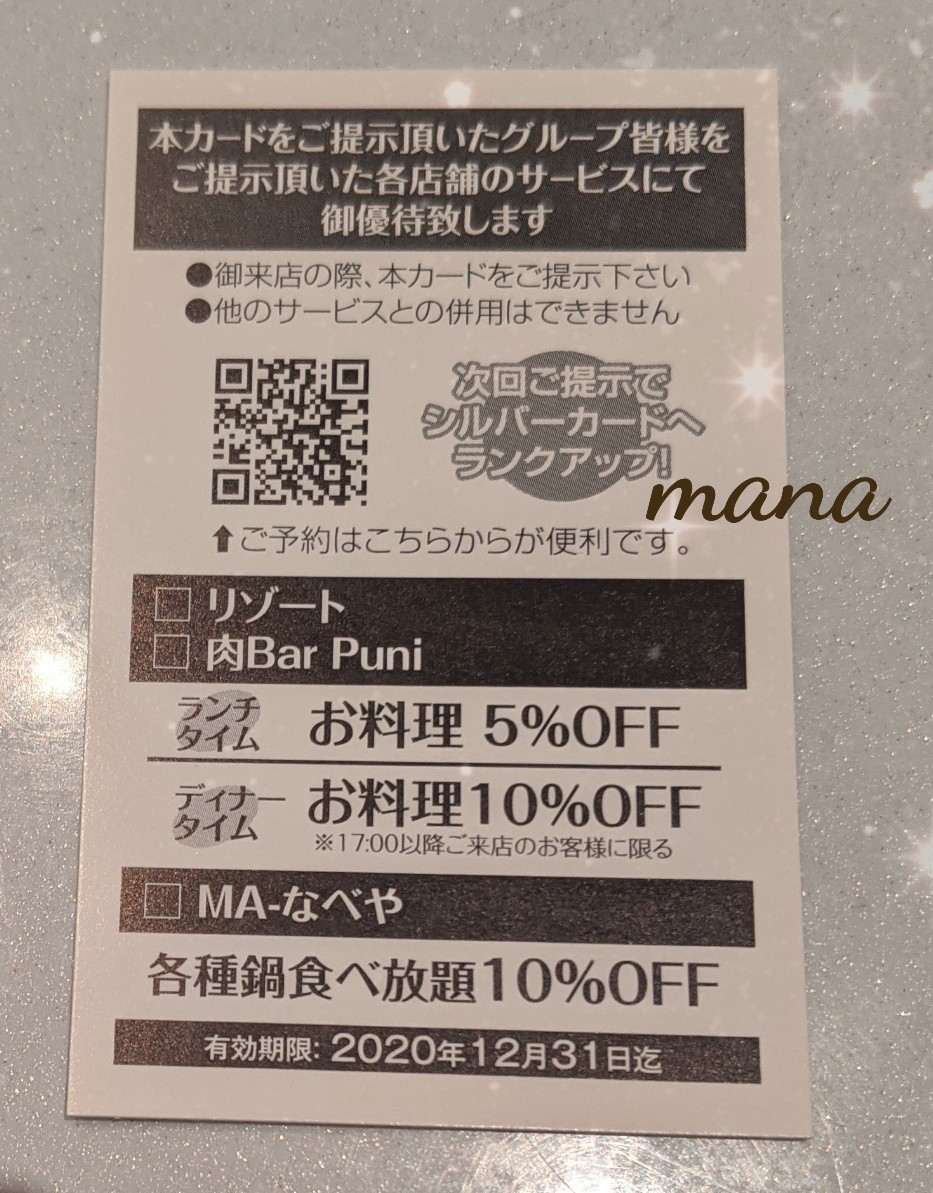 本カードをご提示頂いたグループ皆様を
ご提示頂いた各店舗のサービスにて
御優待致します
●御来店の際、本カードをご提示下さい
●他のサービスとの併用はできません
次回ご提示で
シルバーカードへ
ランクアップ!
mana
⬆ご予約はこちらからが便利です。
□ リゾート
□ 肉Bar Puni
ランチ
タイム
お料理 5%OFF
ディナー
タイム
お料理10%OFF
※17:00以降ご来店のお客様に限る
□ MA-なべや
各種鍋食べ放題10%OFF
有効期限: 2020年12月31日迄